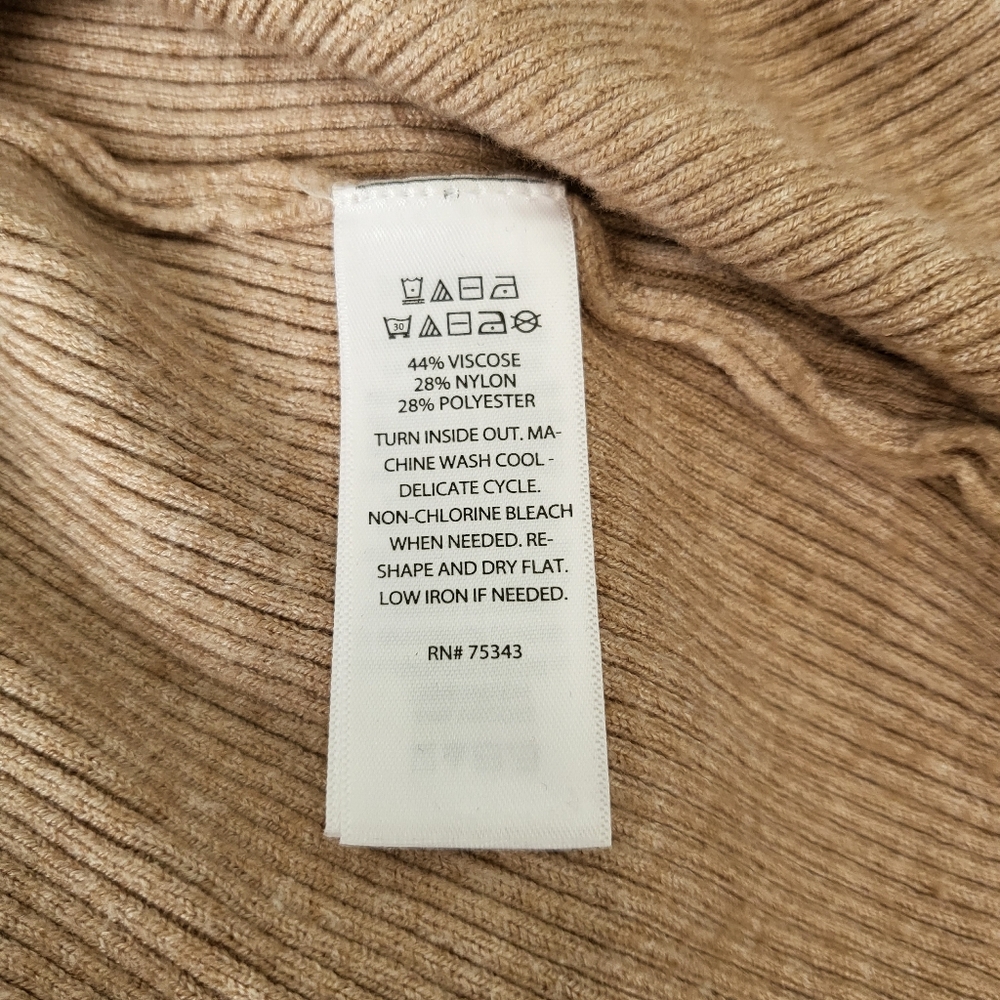 30
44% VISCOSE
28% NYLON
28% POLYESTER
TURN INSIDE OUT. MA-
CHINE WASH COOL -
DELICATE CYCLE.
NON-CHLORINE BLEACH
WHEN NEEDED. RE-
SHAPE AND DRY FLAT.
LOW IRON IF NEEDED.
RN# 75343